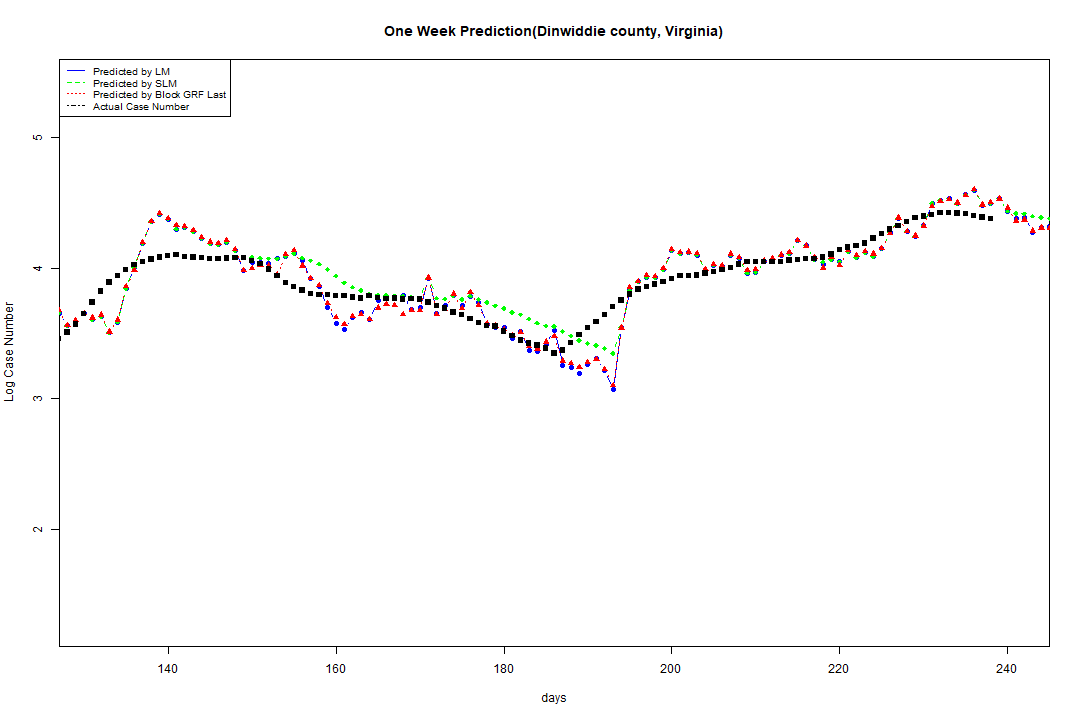 One Week Prediction(Dinwiddie county, Virginia)
Predicted by LM
Predicted by SLM
Predicted by Block GRF Last
Actual Case Number
5
4
3
2
Log Case Number
140 160 180 200 220 240
days